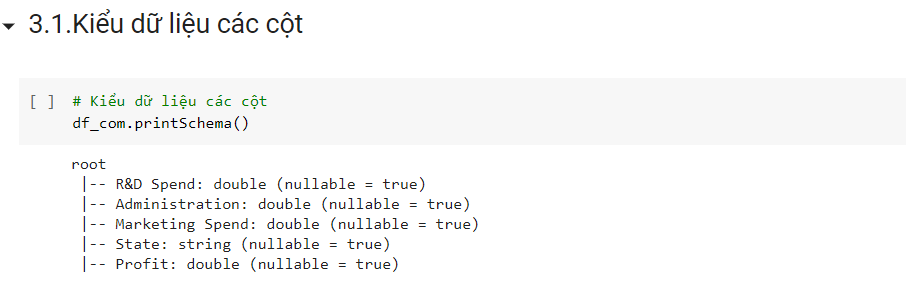 3.1.Kiểu dữ liệu các cột
[ ] # Kiểu dữ liệu các cột
df_com.printSchema()
root
|-- R&D Spend: double (nullable = true)
|-- Administration: double (nullable = true)
|-- Marketing Spend: double (nullable = true)
|-- State: string (nullable = true)
|-- Profit: double (nullable = true)